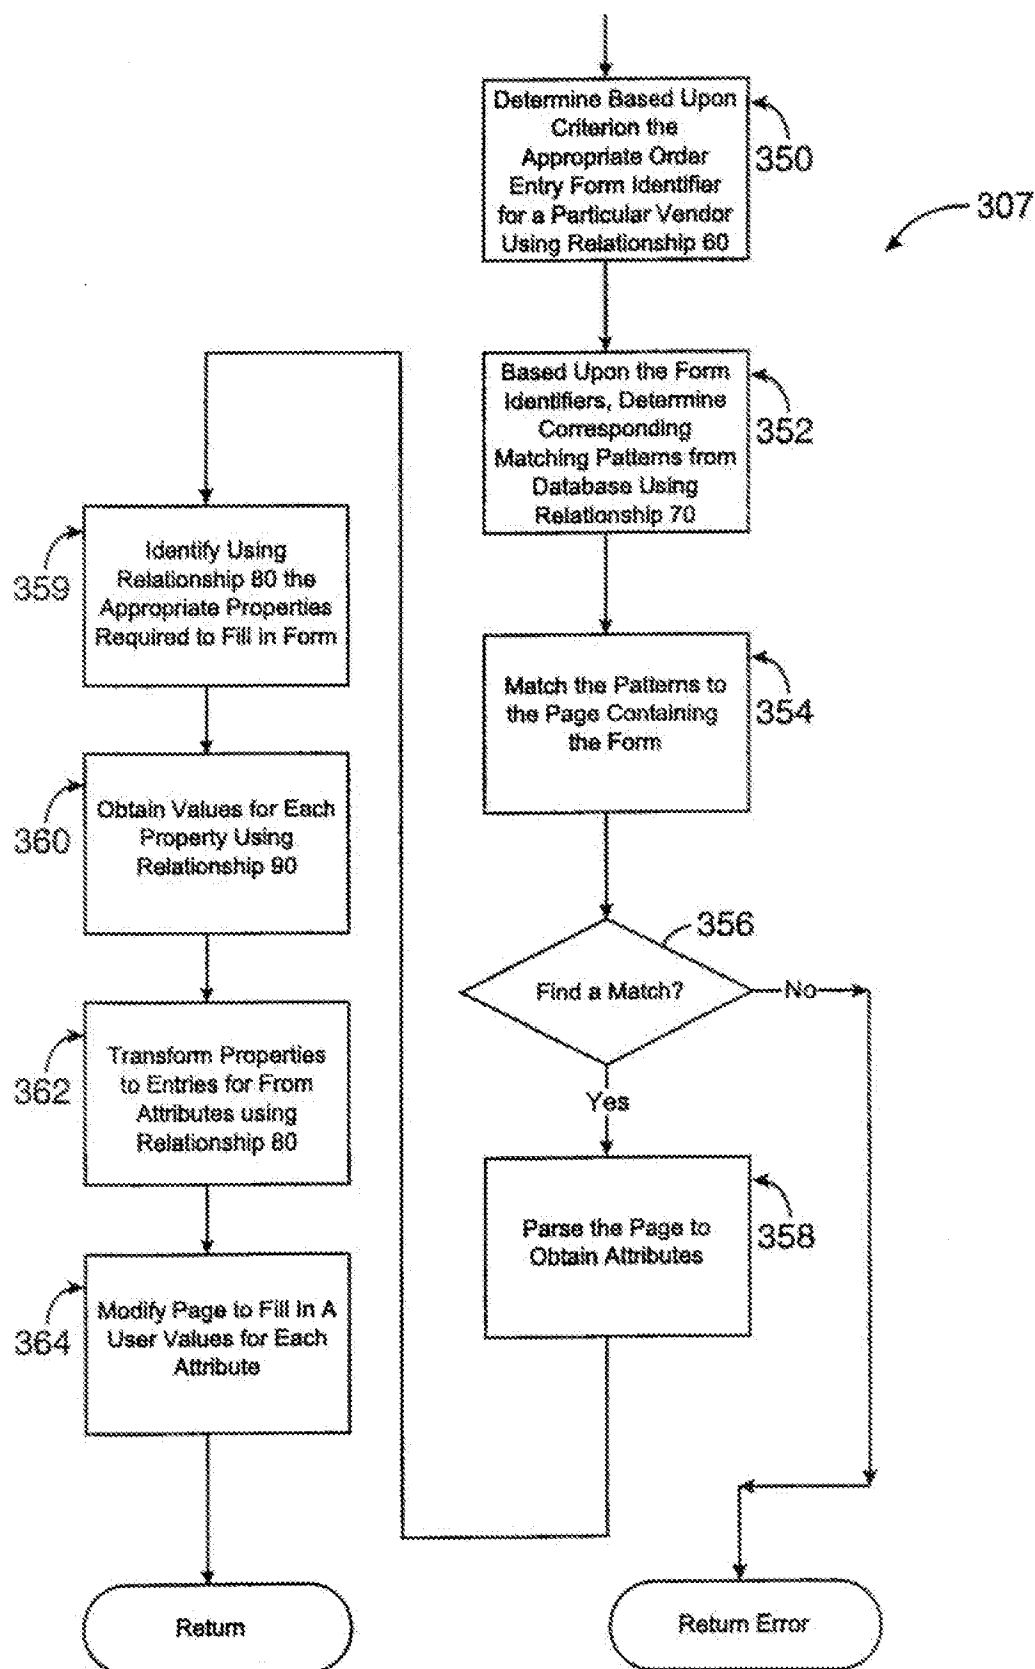 Determine Based Upon
Criterion the
Appropriate Order
Entry Form Identifier
for a Particular Vendor
Using Relationship 60
350
307
Based Upon the Form
Identifiers, Determine
Corresponding
Matching Patterns from
Database Using
Relationship 70
352
Match the Patterns to
the Page Containing
the Form
354
Find a Match?
356
No
Yes
Parse the Page to
Obtain Attributes
358
Identify Using
Relationship 80 the
Appropriate Properties
Required to Fill in Form
359
Obtain Values for Each
Property Using
Relationship 90
360
Transform Properties
to Entries for From
Attributes using
Relationship 80
362
Modify Page to Fill In A
User Values for Each
Attribute
364
Return
Return Error